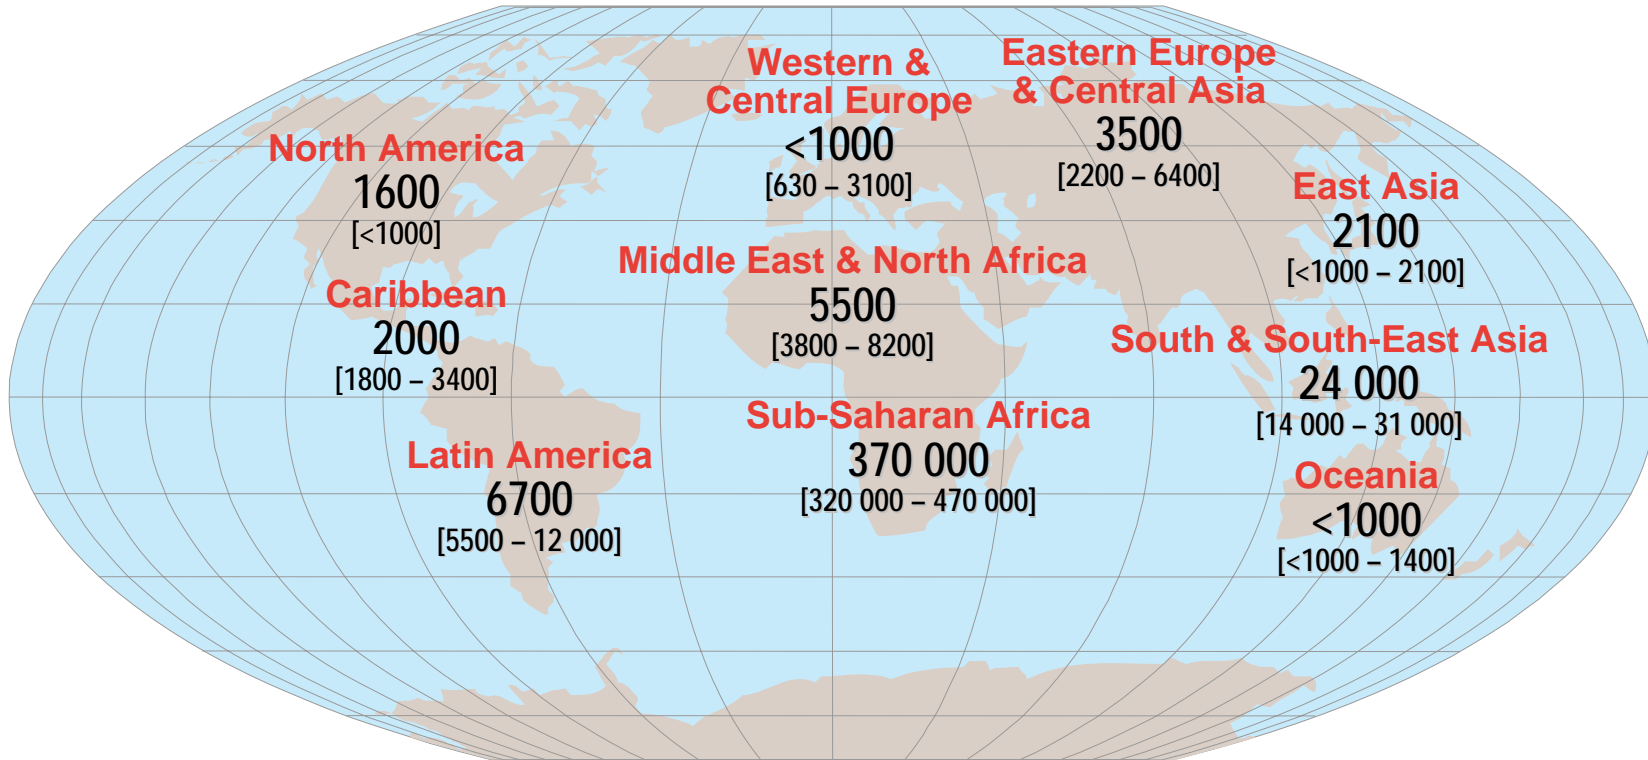 Western &
Central Europe
<1000
[630 – 3100]
Eastern Europe
& Central Asia
3500
[2200 – 6400]
North America
1600
[<1000]
East Asia
2100
[<1000 – 2100]
Middle East & North Africa
5500
[3800 – 8200]
Caribbean
2000
[1800 – 3400]
South & South-East Asia
24 000
[14 000 – 31 000]
Sub-Saharan Africa
370 000
[320 000 – 470 000]
Latin America
6700
[5500 – 12 000]
Oceania
<1000
[<1000 – 1400]